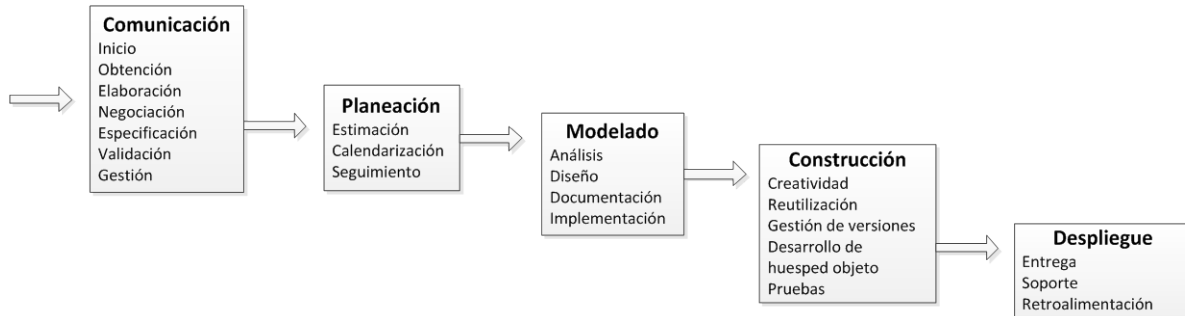 Comunicación
Inicio
Obtención
Elaboración
Negociación
Especificación
Validación
Gestión
Planeación
Estimación
Calendarización
Seguimiento
Modelado
Análisis
Diseño
Documentación
Implementación
Construcción
Creatividad
Reutilización
Gestión de versiones
Desarrollo de
huesped objeto
Pruebas
Despliegue
Entrega
Soporte
Retroalimentación